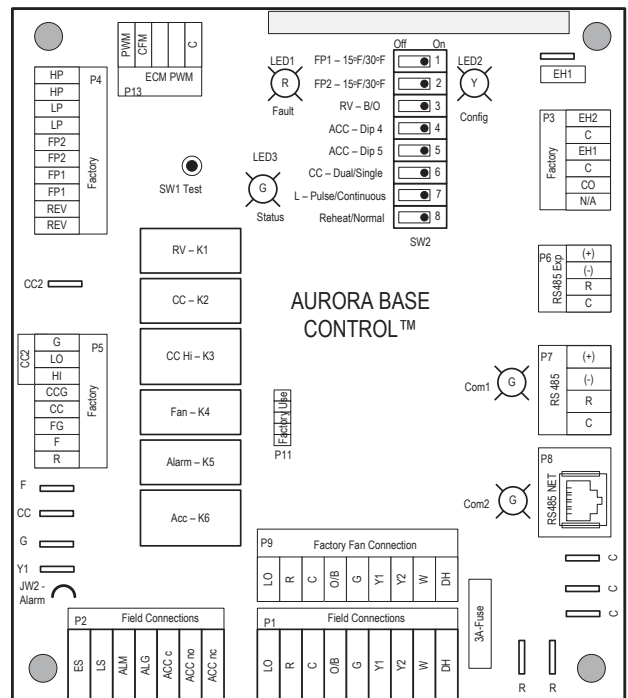 PWM
CFM
C
ECM PWM
P13
LED1
R
Fault
Off On
FP1 – 15ºF/30ºF 1
FP2 – 15ºF/30ºF 2
RV – B/O 3
ACC – Dip 4 4
ACC – Dip 5 5
CC – Dual/Single 6
L – Pulse/Continuous 7
Reheat/Normal 8
SW2
LED2
Y
Config
EH1
P4
Factory
HP
HP
LP
LP
FP2
FP2
FP1
FP1
REV
REV
SW1 Test
LED3
G
Status
P3
Factory
EH2
C
EH1
C
CO
N/A
RV – K1
CC – K2
CC Hi – K3
Fan – K4
Alarm – K5
Acc – K6
AURORA BASE
CONTROL™
P6
RS485 Exp
(+)
(-)
R
C
CC2
CC2
P5
Factory
G
LO
HI
CCG
CC
FG
F
R
Factory Use
P11
Com1
G
P7
RS 485
(+)
(-)
R
C
Com2
G
P8
RS485 NET
F
CC
G
Y1
JW2 -
Alarm
P9 Factory Fan Connection
LO R C O/B G Y1 Y2 W DH
P2 Field Connections
ES LS ALM ALG ACC c ACC no ACC nc
P1 Field Connections
LO R C O/B G Y1 Y2 W DH
3A-Fuse
C
C
C
R R